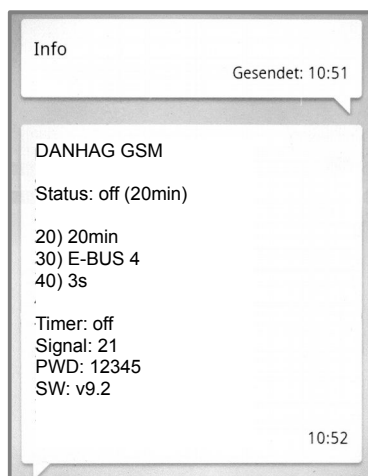 Info
Gesendet: 10:51
DANHAG GSM
Status: off (20min)
20) 20min
30) E-BUS 4
40) 3s
Timer: off
Signal: 21
PWD: 12345
SW: v9.2
10:52